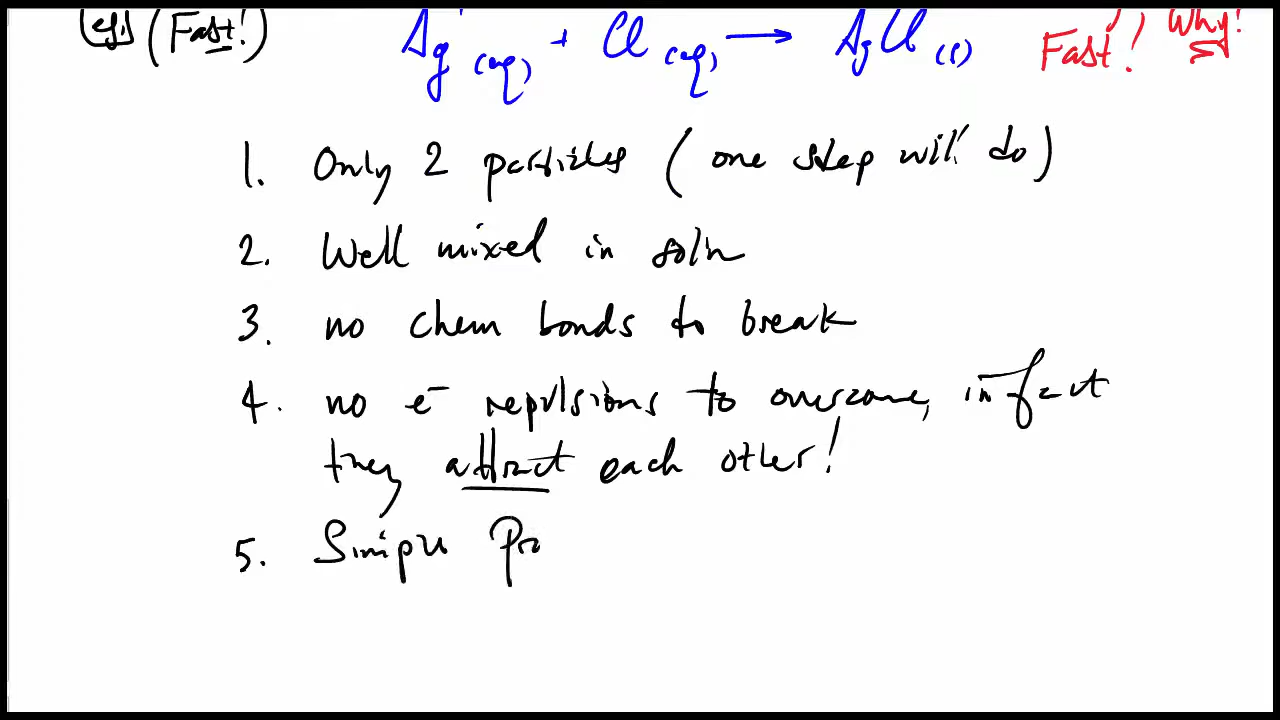 (eg) (Fast!) Ag (aq) + Cl (aq) → AgCl (s) Fast! Why!
1. Only 2 particles (one step will do)
2. Well mixed in soln
3. no chem bonds to break
4. no e⁻ repulsions to overcome, in fact
they attract each other!
5. Simple Pr